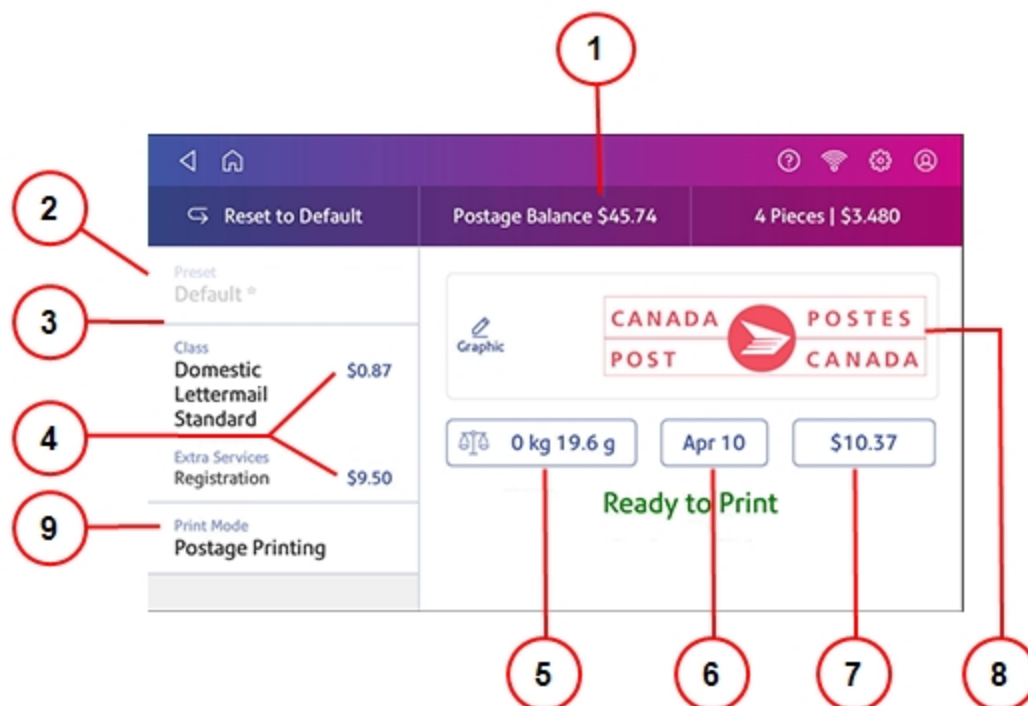 1
2
Reset to Default
Postage Balance $45.74
4 Pieces | $3.480
Preset
Default *
3
Class
Domestic $0.87
Lettermail
Standard
4
Extra Services
Registration $9.50
9
Print Mode
Postage Printing
Graphic
CANADA POSTES
POST CANADA
0 kg 19.6 g
Apr 10
$10.37
Ready to Print
5
6
7
8